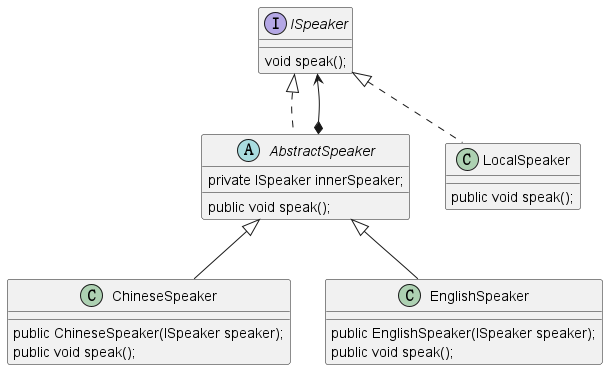 I ISpeaker
void speak();
A AbstractSpeaker
private ISpeaker innerSpeaker;
public void speak();
C LocalSpeaker
public void speak();
C ChineseSpeaker
public ChineseSpeaker(ISpeaker speaker);
public void speak();
C EnglishSpeaker
public EnglishSpeaker(ISpeaker speaker);
public void speak();